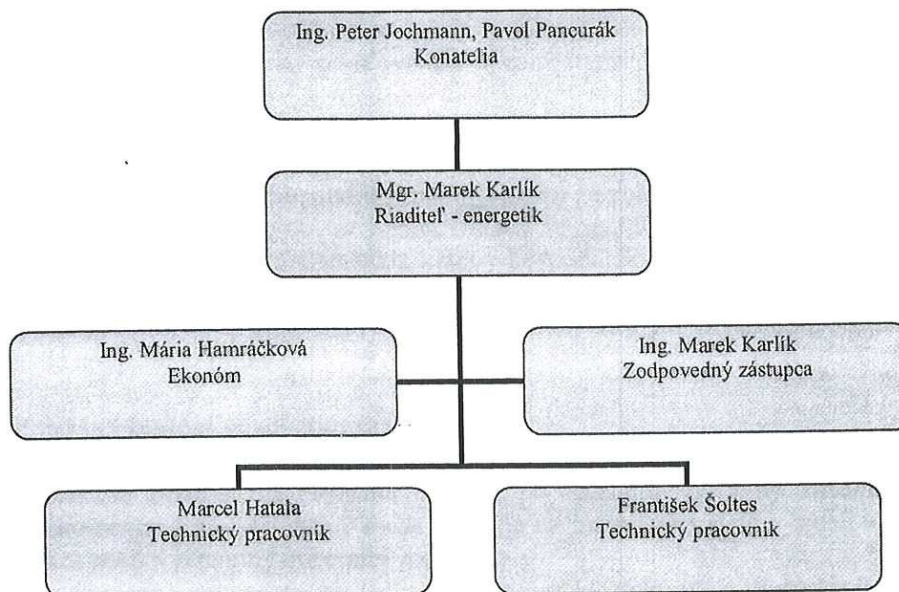 Ing. Peter Jochmann, Pavol Pancurák
Konatelia
Mgr. Marek Karlík
Riaditeľ - energetik
Ing. Mária Hamráčková
Ekonóm
Ing. Marek Karlík
Zodpovedný zástupca
Marcel Hatala
Technický pracovník
František Šoltes
Technický pracovník